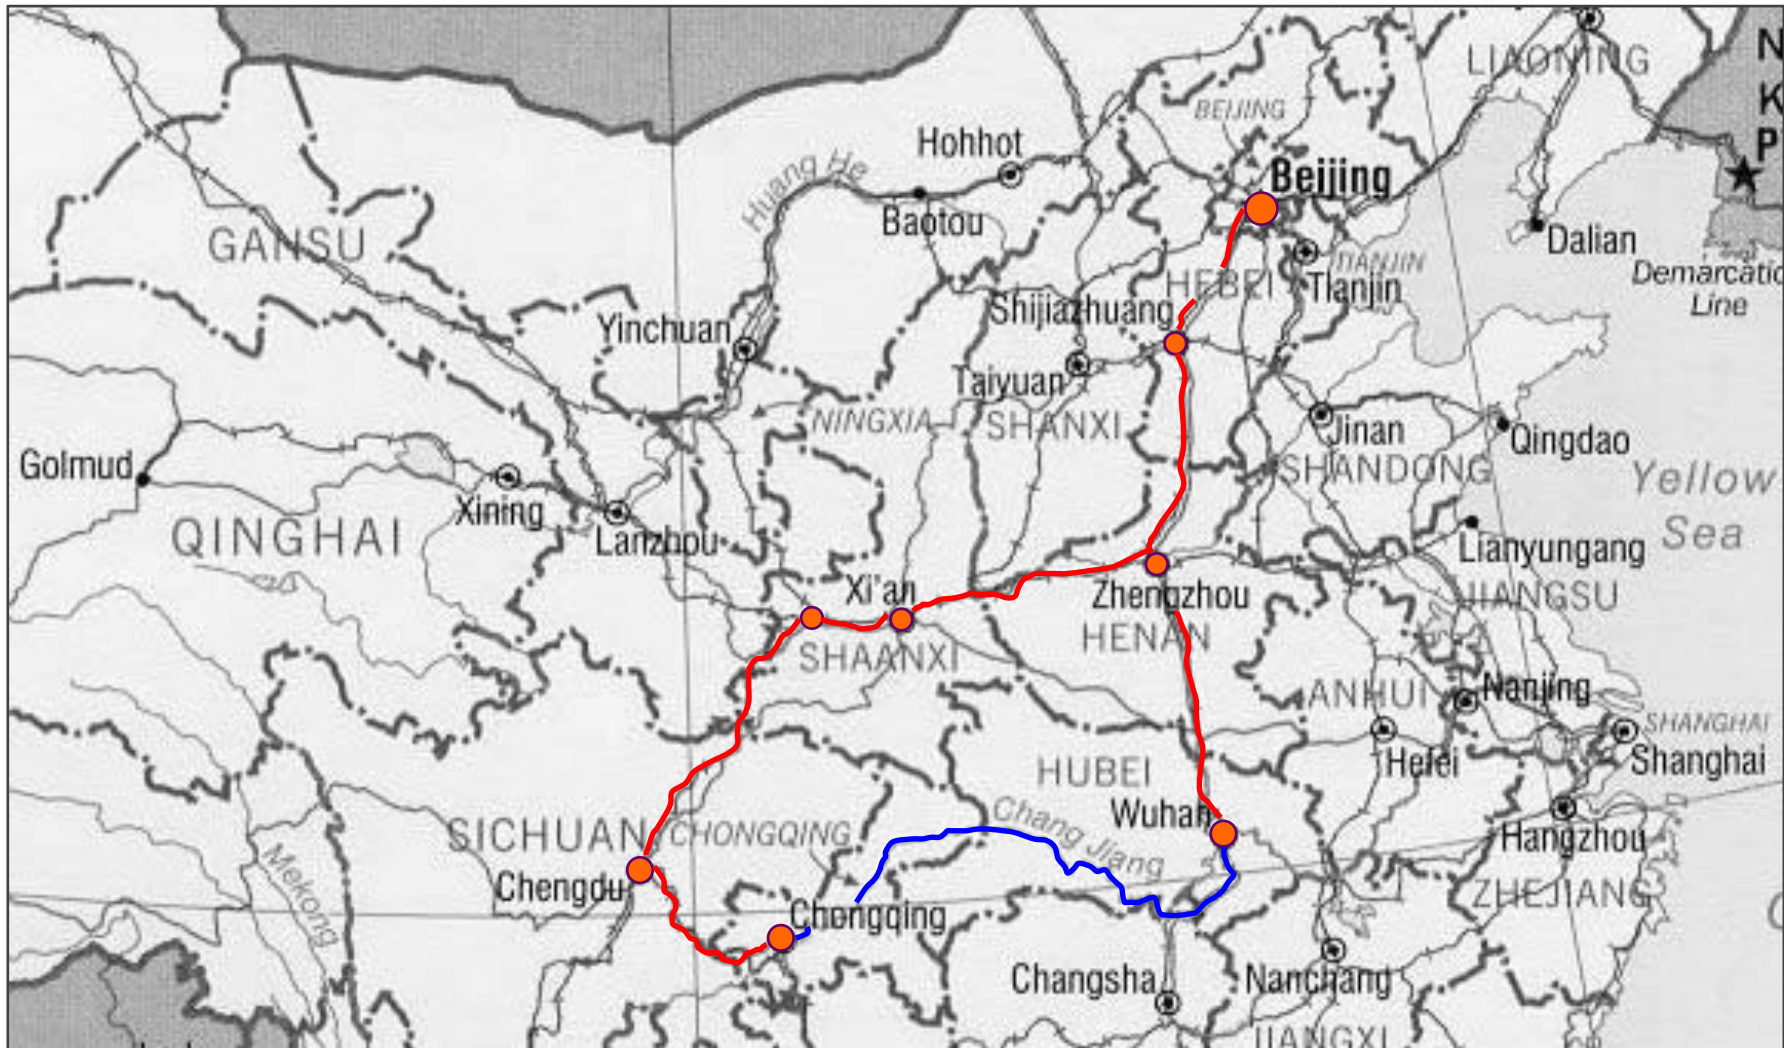 N
LIAONING
K
BEIJING
P
Hohhot
Huang He
Beijing
Baotou
GANSU
Dalian
TIANJIN
Demarcatio
Line
HEBEI
Tianjin
Shijiazhuang
Yinchuan
Taiyuan
NINGXIA
SHANXI
Jinan
Qingdao
Golmud
SHANDONG
Yellow
Sea
Xining
QINGHAI
Lanzhou
Lianyungang
Xi'an
Zhengzhou
JIANGSU
HENAN
SHAANXI
ANHUI
Nanjing
SHANGHAI
Shanghai
Hefei
HUBEI
Wuhan
Chang Jiang
SICHUAN
CHONGQING
Hangzhou
Mekong
Chengdu
ZHEJIANG
Chongqing
Changsha
Nanchang
JIANGXI